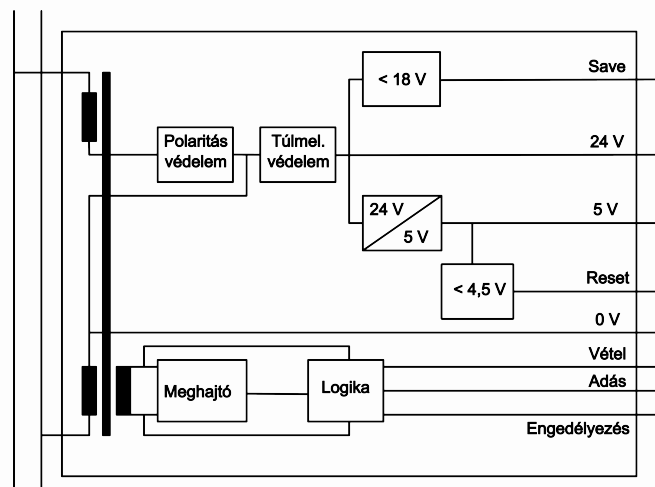 < 18 V
Save
Polaritás
védelem
Túlmel.
védelem
24 V
24 V
5 V
5 V
< 4,5 V
Reset
0 V
Meghajtó
Logika
Vétel
Adás
Engedélyezés